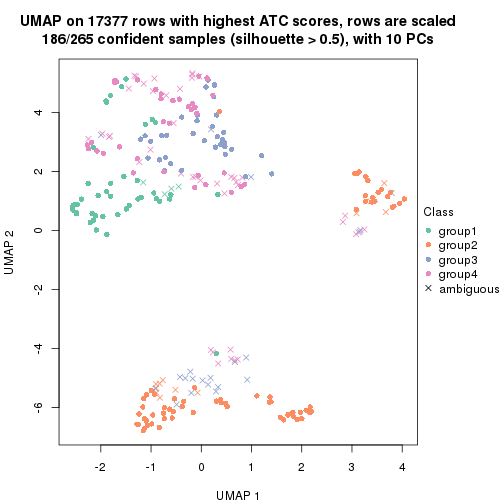 UMAP on 17377 rows with highest ATC scores, rows are scaled
186/265 confident samples (silhouette > 0.5), with 10 PCs
4
2
0
-2
-4
-6
UMAP 2
-2
-1
0
1
2
3
4
UMAP 1
Class
group1
group2
group3
group4
ambiguous